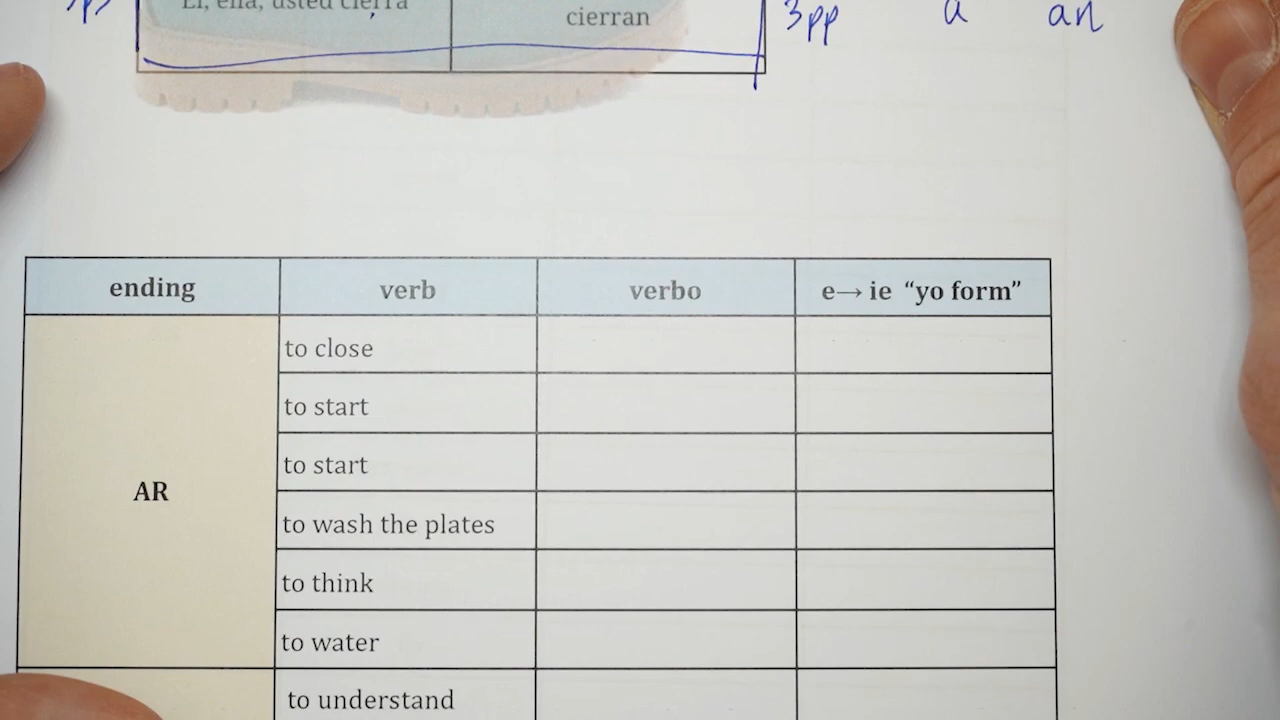 Él, ella, usted cierra
cierran
3pp a an
ending verb verbo e→ ie “yo form”
AR
to close
to start
to start
to wash the plates
to think
to water
to understand